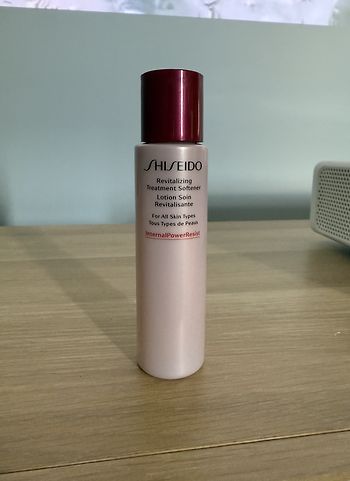 SHISEIDO
Revitalizing
Treatment Softener
Lotion Soin
Revitalisante
For All Skin Types
Tous Types de Peaux
InternalPowerResist